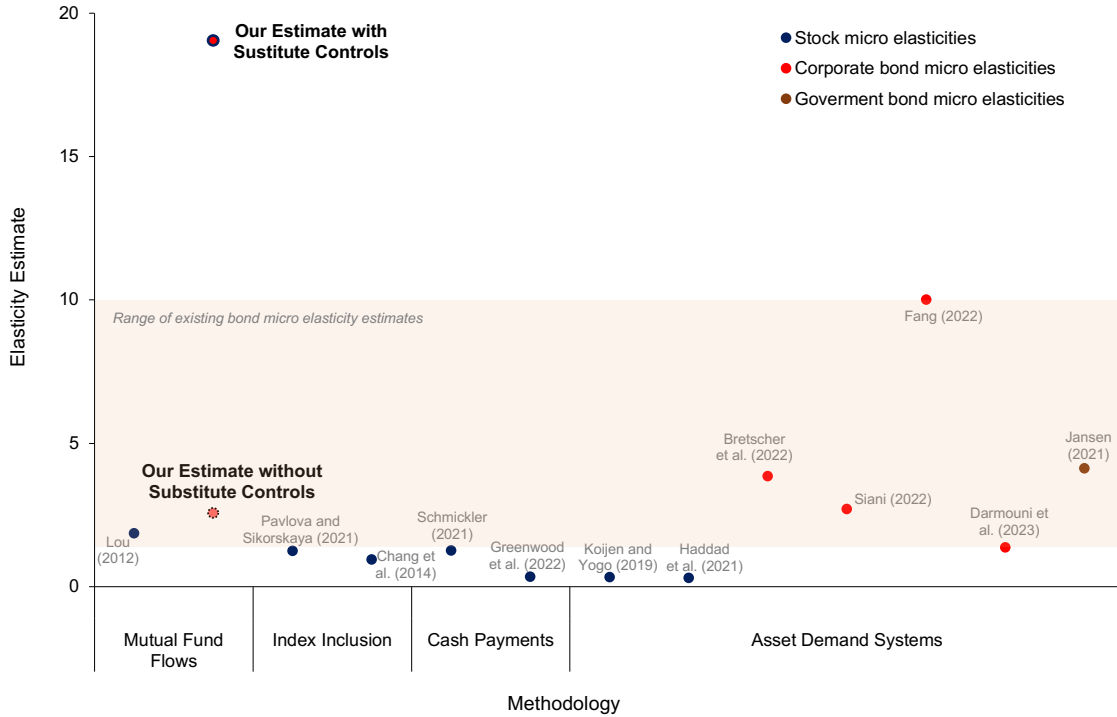 20
Our Estimate with
Sustitute Controls
Stock micro elasticities
Corporate bond micro elasticities
Goverment bond micro elasticities
15
Elasticity Estimate
10
Range of existing bond micro elasticity estimates
Fang (2022)
5
Bretscher
et al. (2022)
Jansen
(2021)
Our Estimate without
Substitute Controls
Siani (2022)
Lou
(2012)
Pavlova and
Sikorskaya (2021)
Chang et
al. (2014)
Schmickler
(2021)
Greenwood
et al. (2022)
Koijen and
Yogo (2019)
Haddad
et al. (2021)
Darmouni et
al. (2023)
0
Mutual Fund
Flows
Index Inclusion
Cash Payments
Asset Demand Systems
Methodology